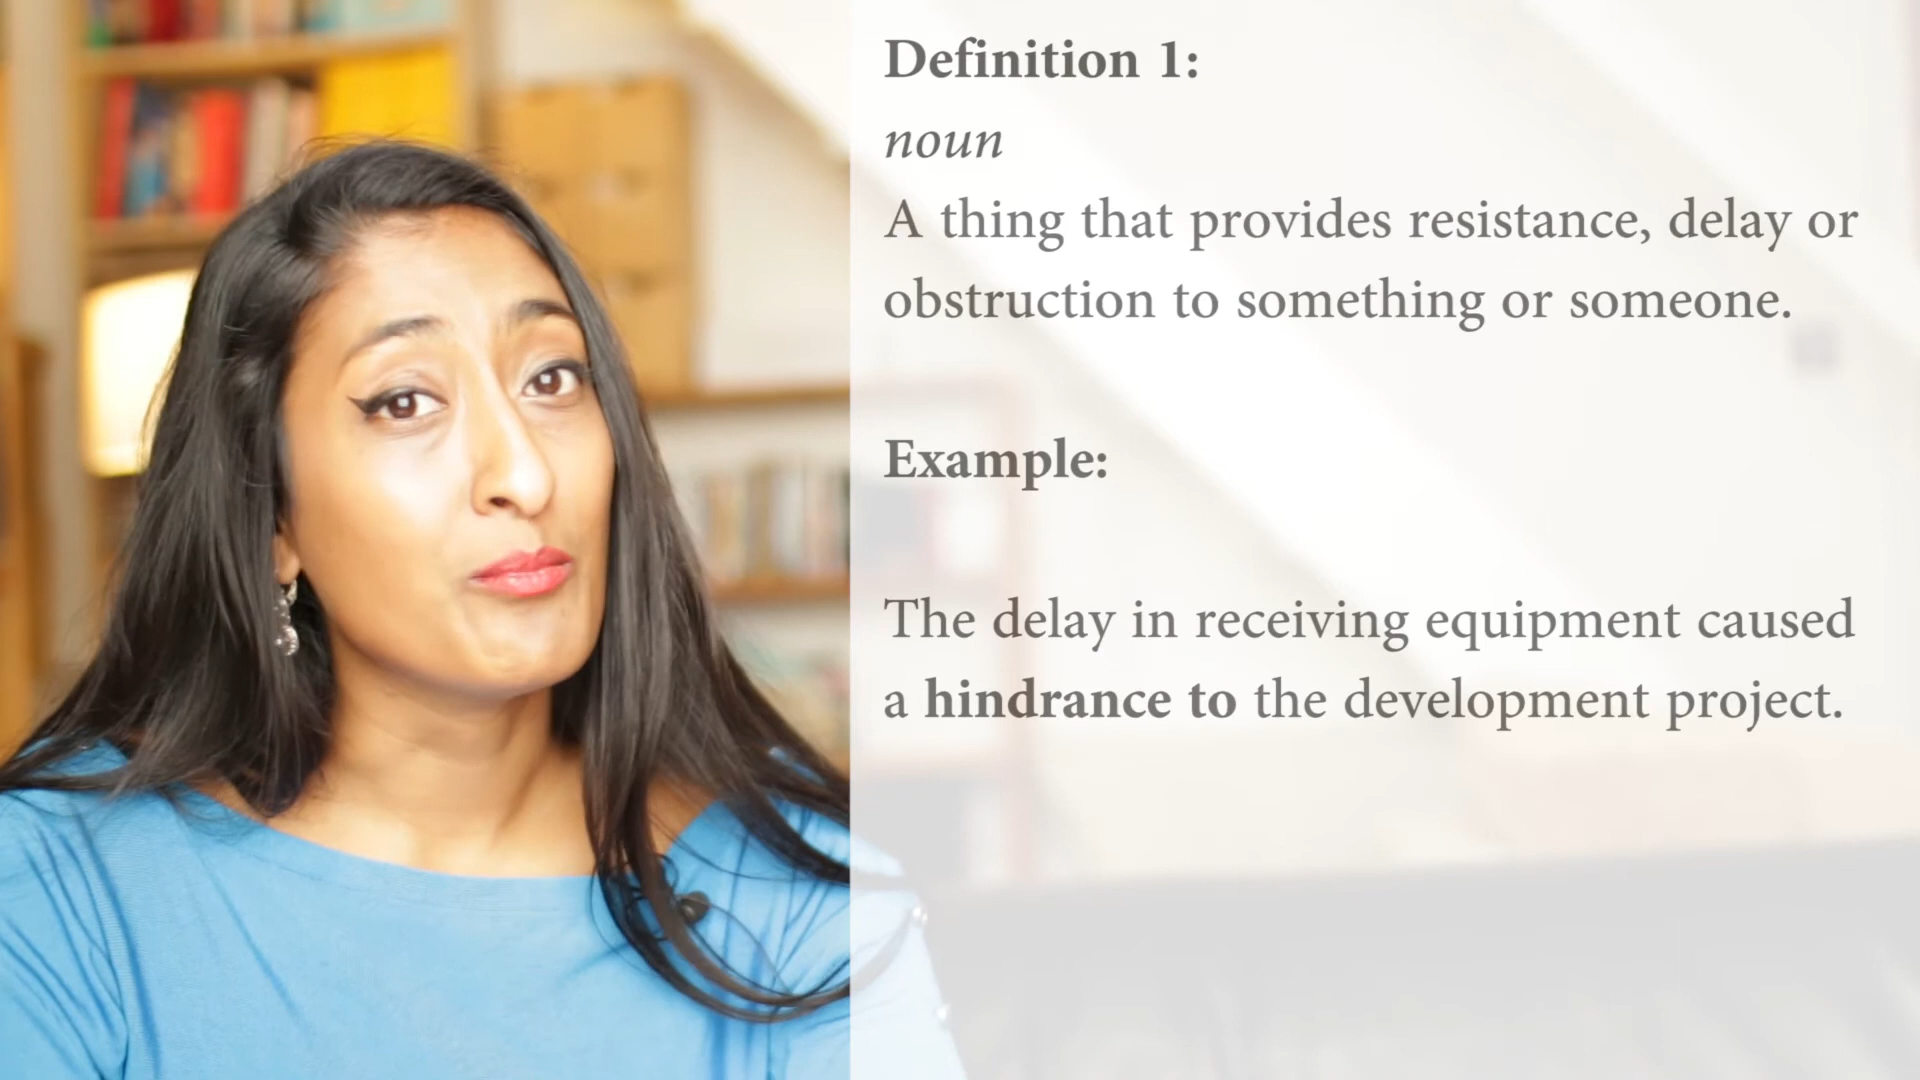 Definition 1:
noun
A thing that provides resistance, delay or
obstruction to something or someone.
Example:
The delay in receiving equipment caused
a hindrance to the development project.